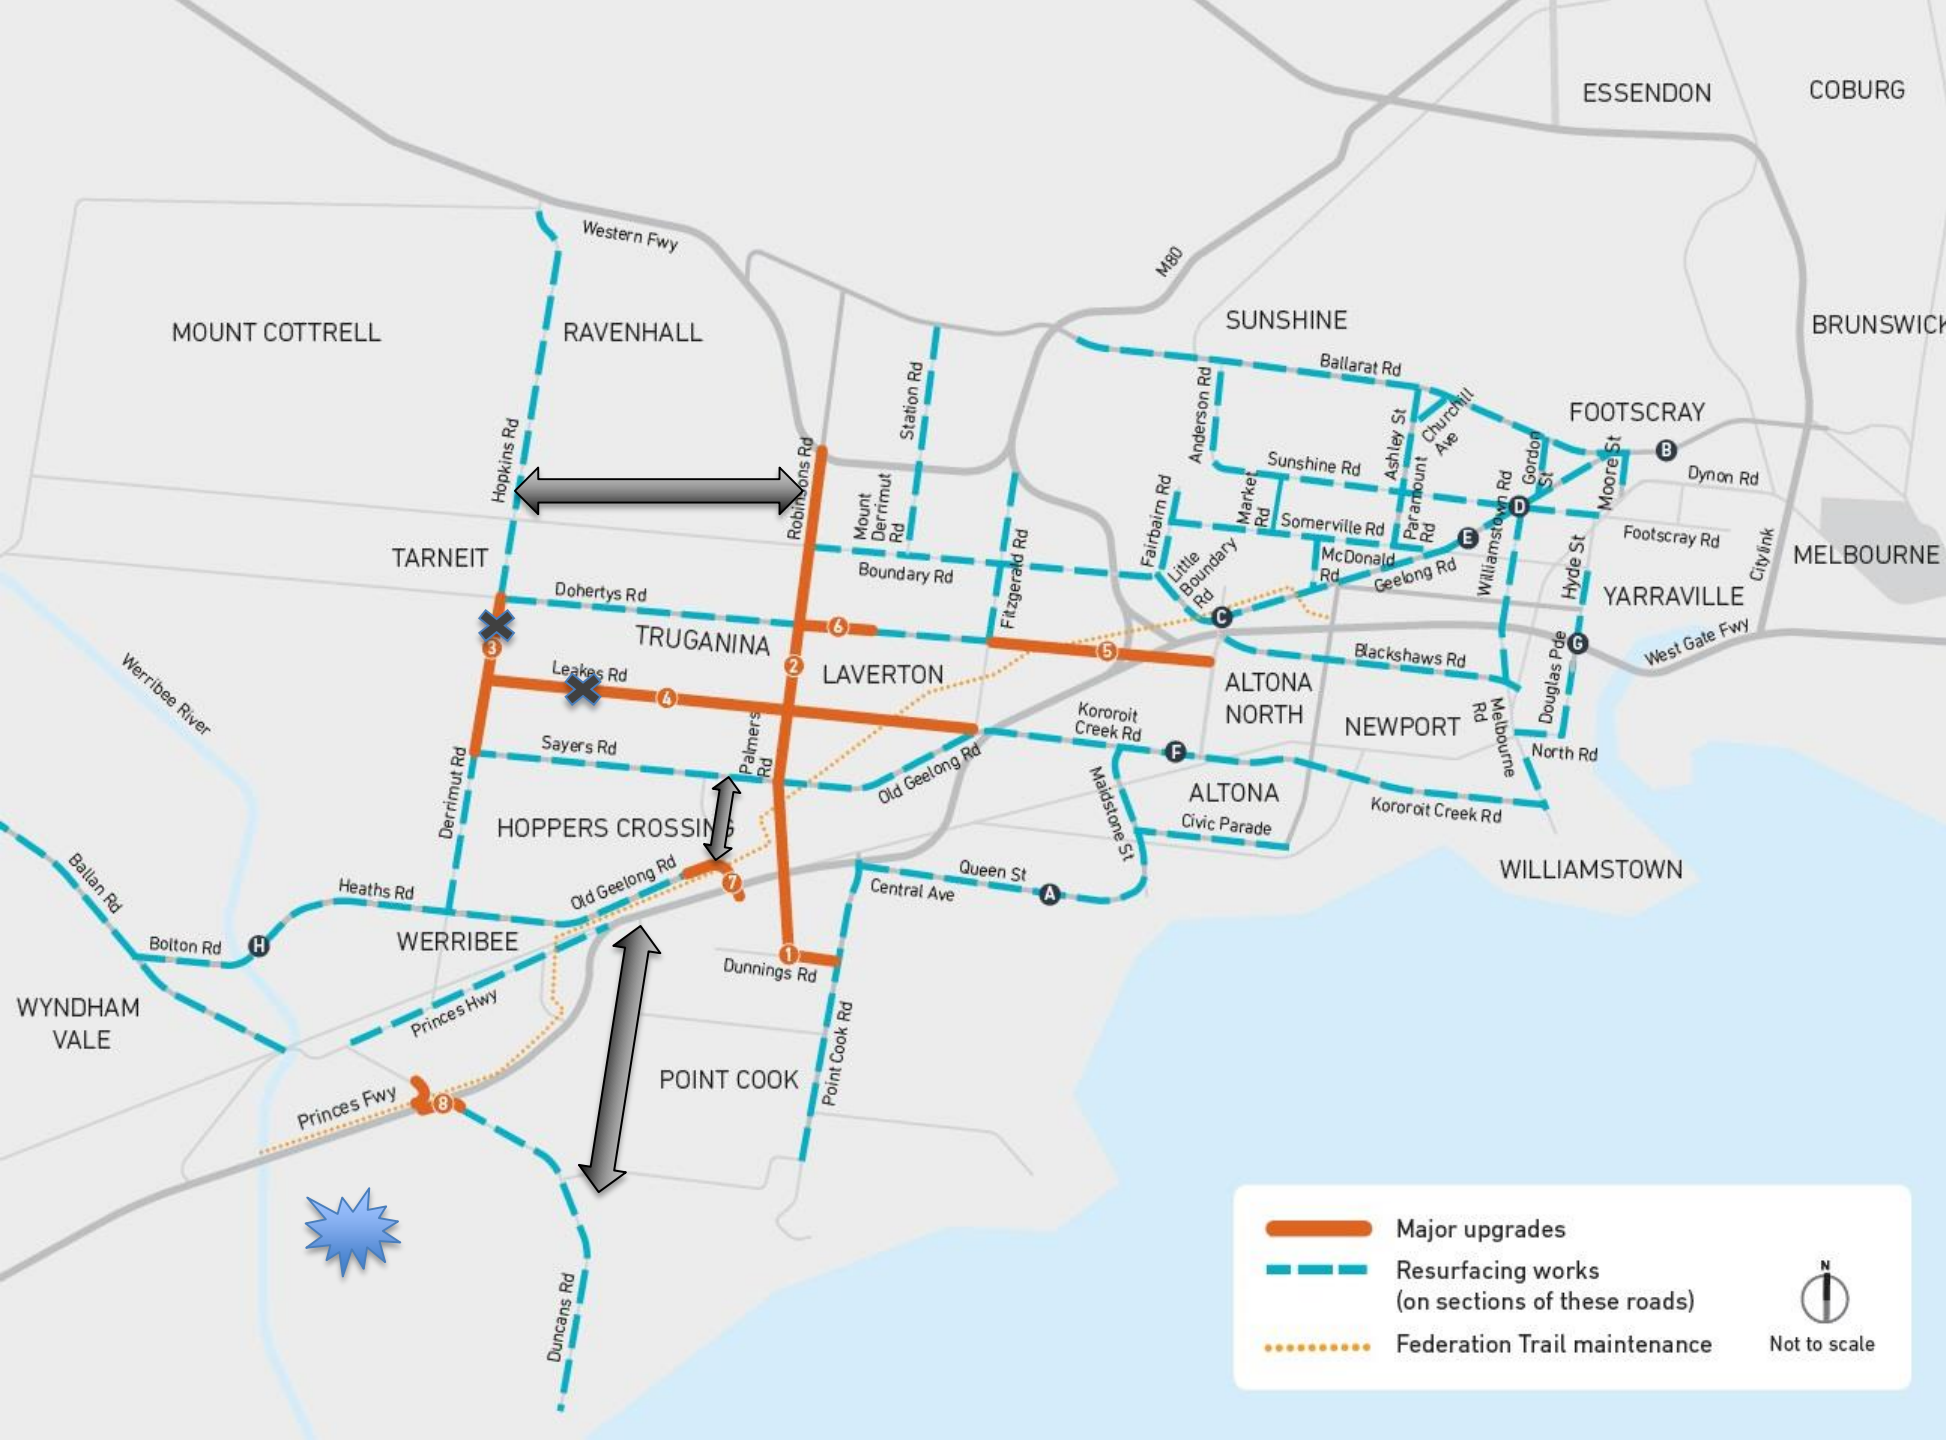 ESSENDON
COBURG
Western Fwy
M80
MOUNT COTTRELL
RAVENHALL
SUNSHINE
BRUNSWICK
Ballarat Rd
Station Rd
Anderson Rd
Ashley St
Churchill
Ave
FOOTSCRAY
Hopkins Rd
Robinsons Rd
Gordon
St
Moore St
B
Sunshine Rd
Dynon Rd
Mount
Derrimut
Rd
Fairbairn Rd
Market
Rd
Somerville Rd
Paramount
Rd
Williamstown Rd
D
E
Footscray Rd
Citylink
TARNEIT
Boundary Rd
Fitzgerald Rd
Little
Boundary
Rd
McDonald
Rd
Geelong Rd
Hyde St
MELBOURNE
Dohertys Rd
YARRAVILLE
C
TRUGANINA
6
3
2
5
G
West Gate Fwy
Werribee River
Leakes Rd
4
LAVERTON
Blackshaws Rd
Douglas Pde
ALTONA
NORTH
NEWPORT
Melbourne
Rd
Kororoit
Creek Rd
F
North Rd
Sayers Rd
Palmers
Rd
Old Geelong Rd
Derrimut Rd
Maidstone St
ALTONA
Kororoit Creek Rd
Civic Parade
HOPPERS CROSSING
WILLIAMSTOWN
Ballan Rd
Heaths Rd
Old Geelong Rd
7
Queen St
Central Ave
A
Bolton Rd
H
WERRIBEE
1
Dunnings Rd
WYNDHAM
VALE
Princes Hwy
POINT COOK
Point Cook Rd
Princes Fwy
8
Duncans Rd
Major upgrades
Resurfacing works
(on sections of these roads)
Federation Trail maintenance
N
Not to scale